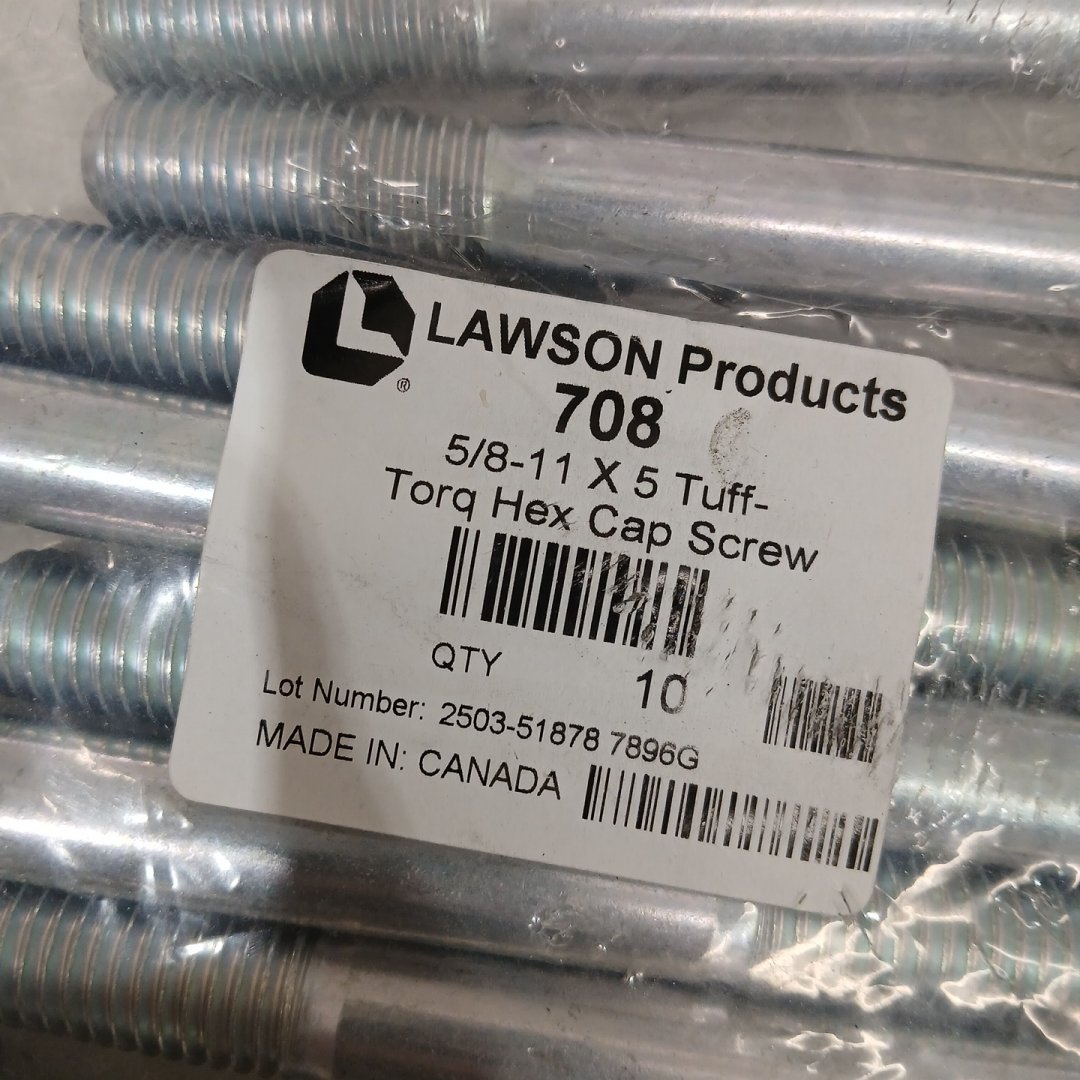 LAWSON Products
®
708
5/8-11 X 5 Tuff-
Torq Hex Cap Screw
QTY 10
Lot Number: 2503-51878 7896G
MADE IN: CANADA